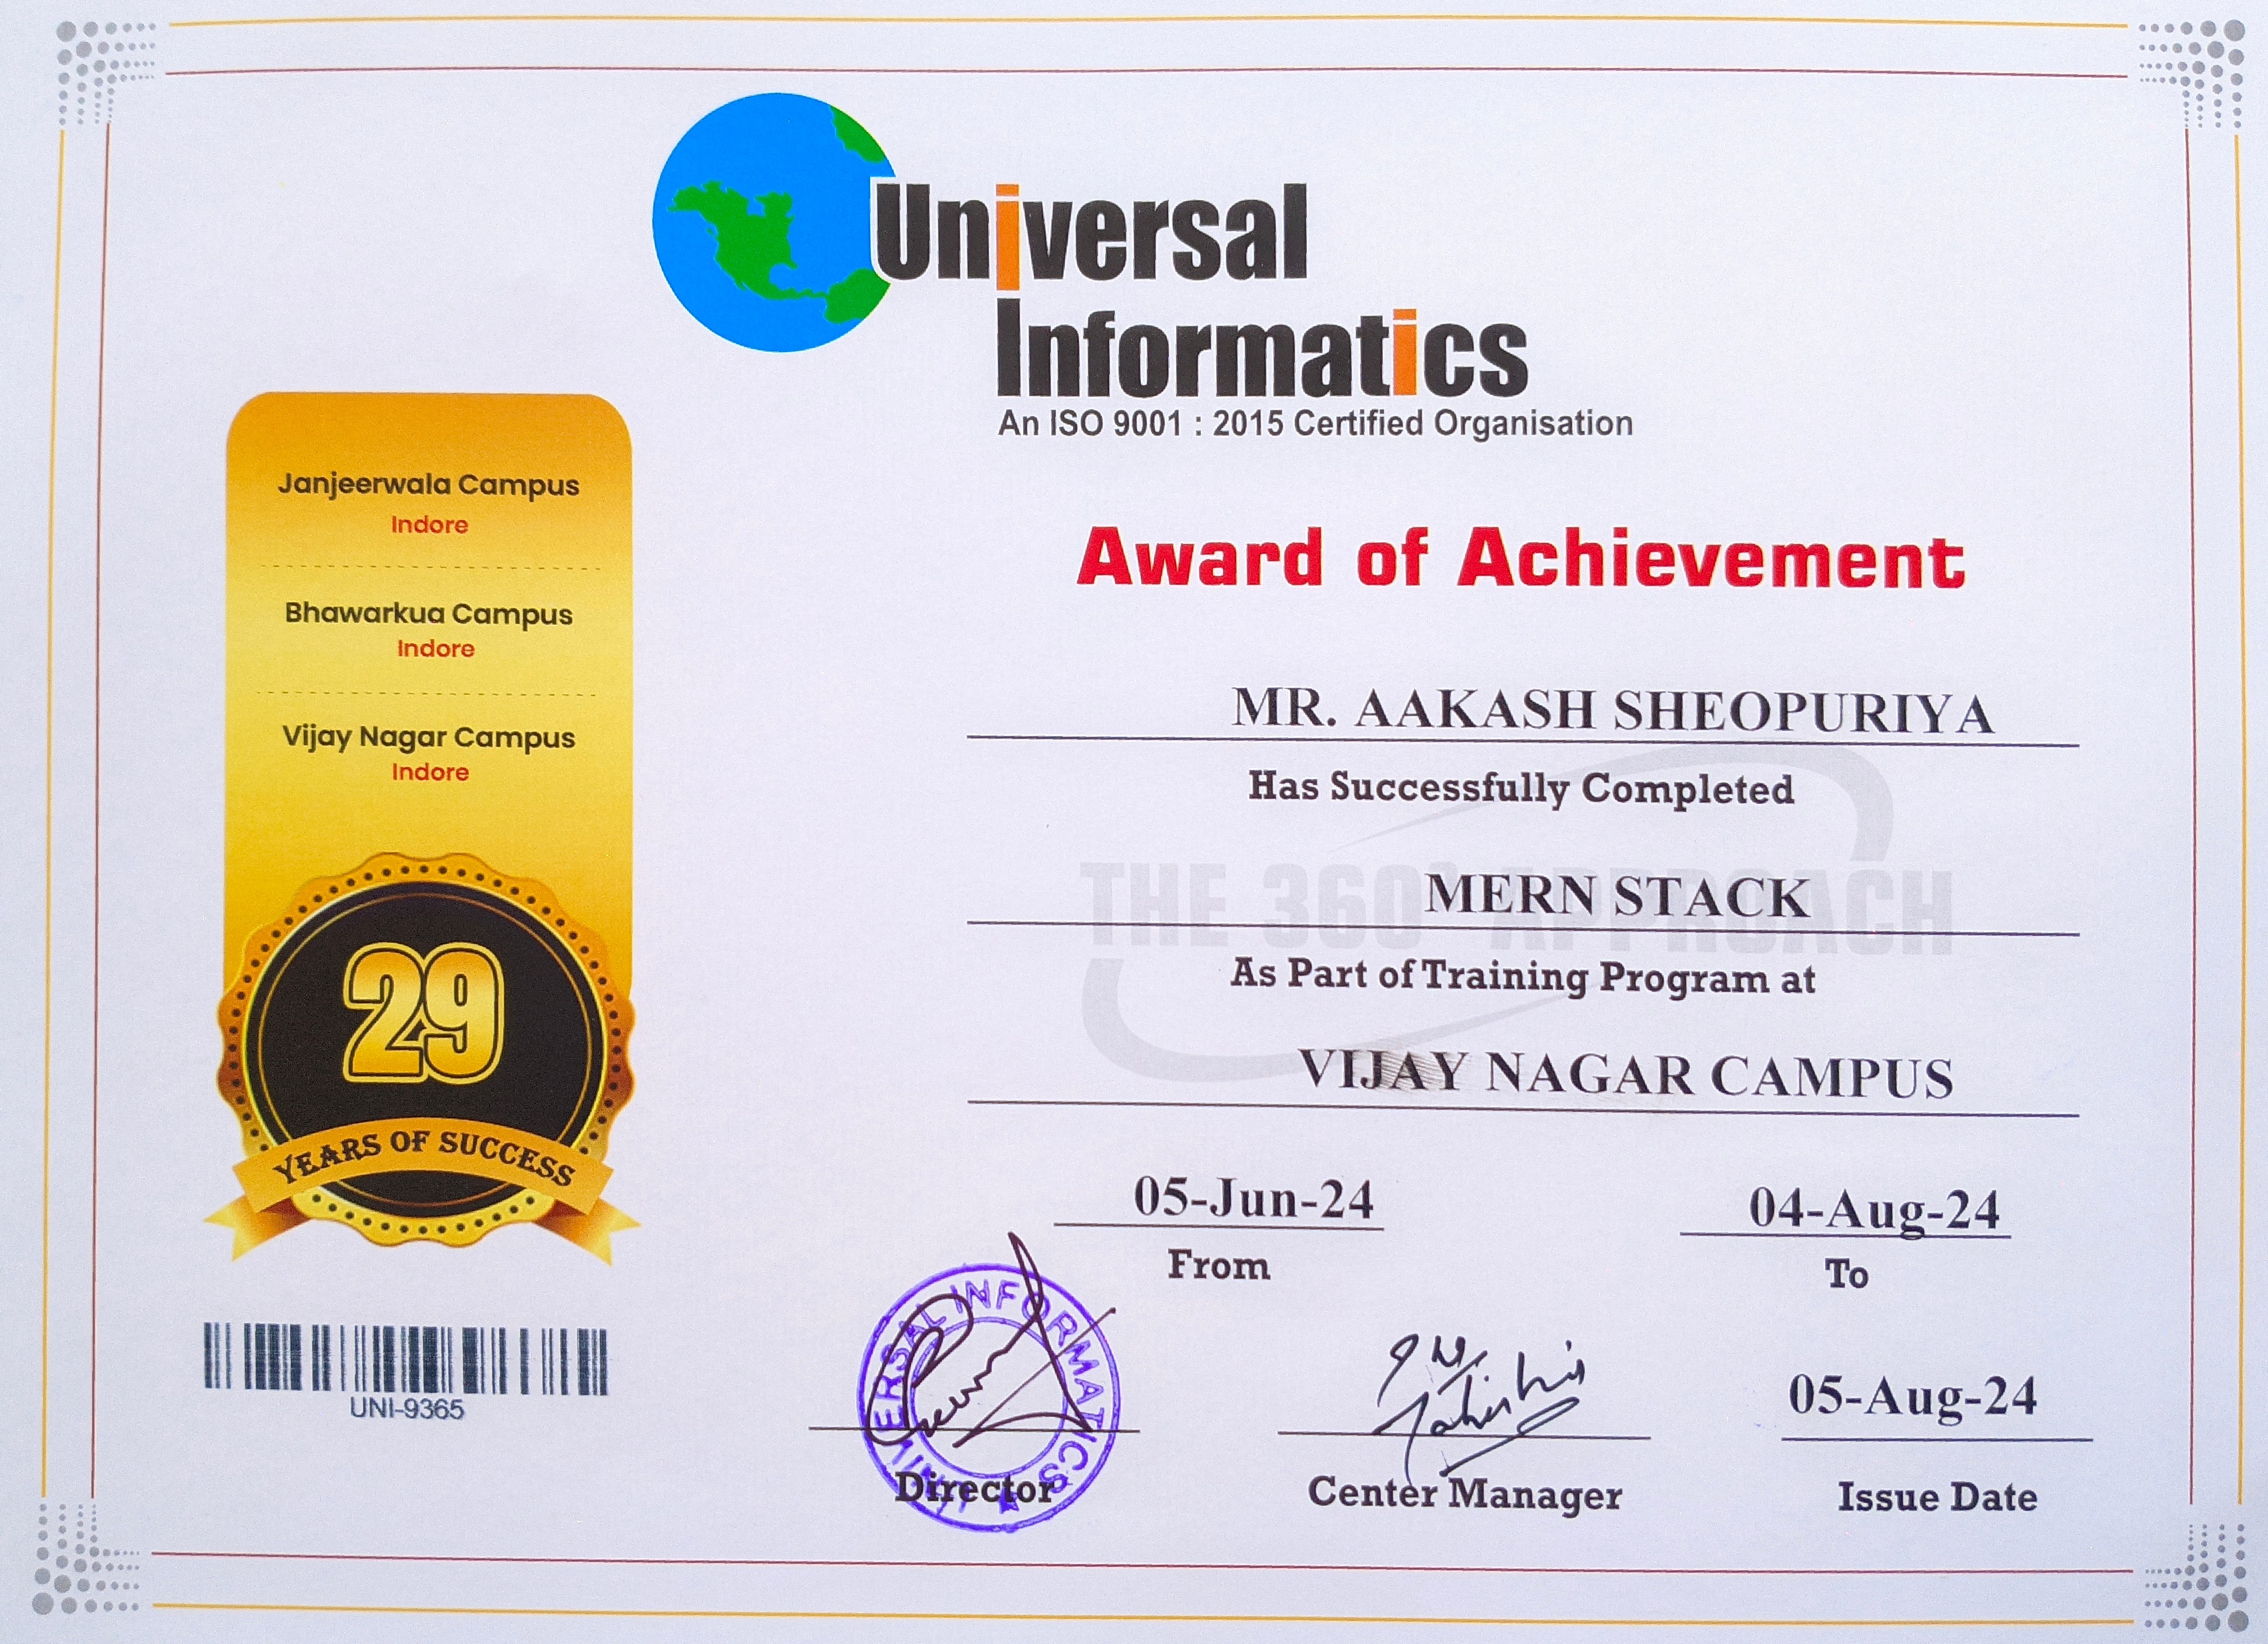 Universal
Informatics
An ISO 9001 : 2015 Certified Organisation
Award of Achievement
MR. AAKASH SHEOPURIYA
Has Successfully Completed
THE 360° APPROACH
MERN STACK
As Part of Training Program at
VIJAY NAGAR CAMPUS
05-Jun-24
From
04-Aug-24
To
Director
Center Manager
05-Aug-24
Issue Date
UNIVERSAL INFORMATICS
Janjeerwala Campus
Indore
Bhawarkua Campus
Indore
Vijay Nagar Campus
Indore
29
YEARS OF SUCCESS
UNI-9365